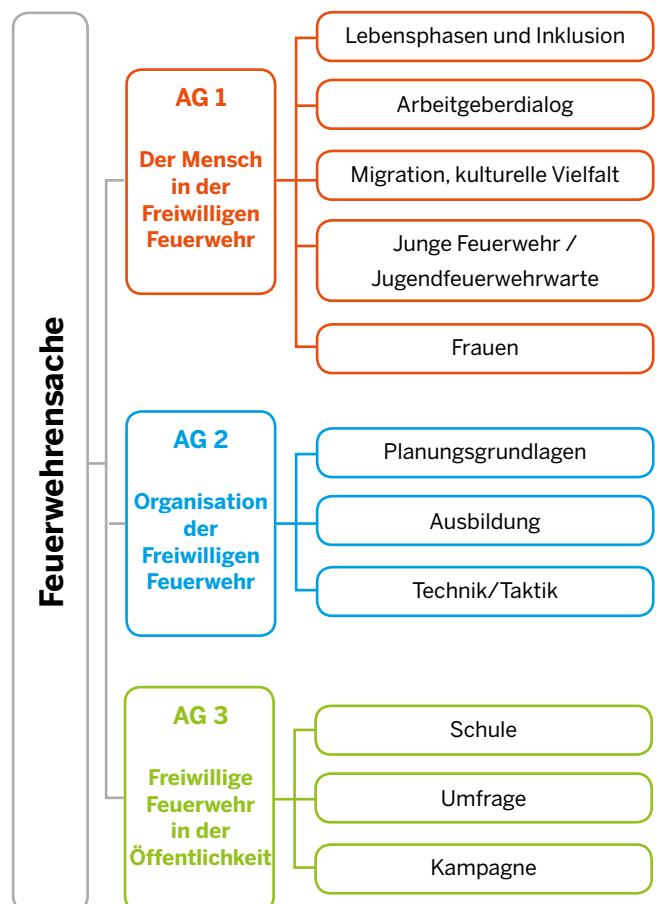 Feuerwehrensache
AG 1
Der Mensch
in der
Freiwilligen
Feuerwehr
Lebensphasen und Inklusion
Arbeitgeberdialog
Migration, kulturelle Vielfalt
Junge Feuerwehr /
Jugendfeuerwehrwarte
Frauen
AG 2
Organisation
der
Freiwilligen
Feuerwehr
Planungsgrundlagen
Ausbildung
Technik/Taktik
AG 3
Freiwillige
Feuerwehr
in der
Öffentlichkeit
Schule
Umfrage
Kampagne